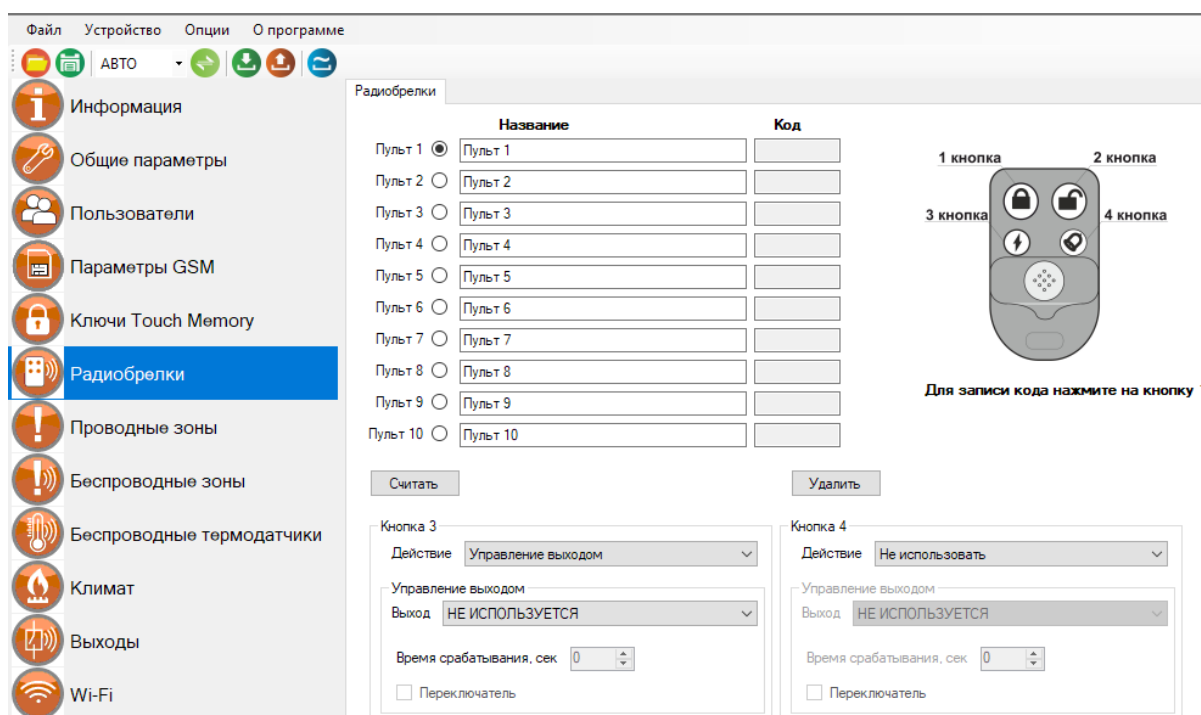 Файл Устройство Опции О программе
АВТО
Информация
Общие параметры
Пользователи
Параметры GSM
Ключи Touch Memory
Радиобрелки
Проводные зоны
Беспроводные зоны
Беспроводные термодатчики
Климат
Выходы
Wi-Fi
Радиобрелки
Название Код
Пульт 1 Пульт 1
Пульт 2 Пульт 2
Пульт 3 Пульт 3
Пульт 4 Пульт 4
Пульт 5 Пульт 5
Пульт 6 Пульт 6
Пульт 7 Пульт 7
Пульт 8 Пульт 8
Пульт 9 Пульт 9
Пульт 10 Пульт 10
1 кнопка 2 кнопка
3 кнопка 4 кнопка
Для записи кода нажмите на кнопку
Считать Удалить
Кнопка 3
Действие Управление выходом
Управление выходом
Выход НЕ ИСПОЛЬЗУЕТСЯ
Время срабатывания, сек 0
Переключатель
Кнопка 4
Действие Не использовать
Управление выходом
Выход НЕ ИСПОЛЬЗУЕТСЯ
Время срабатывания, сек 0
Переключатель